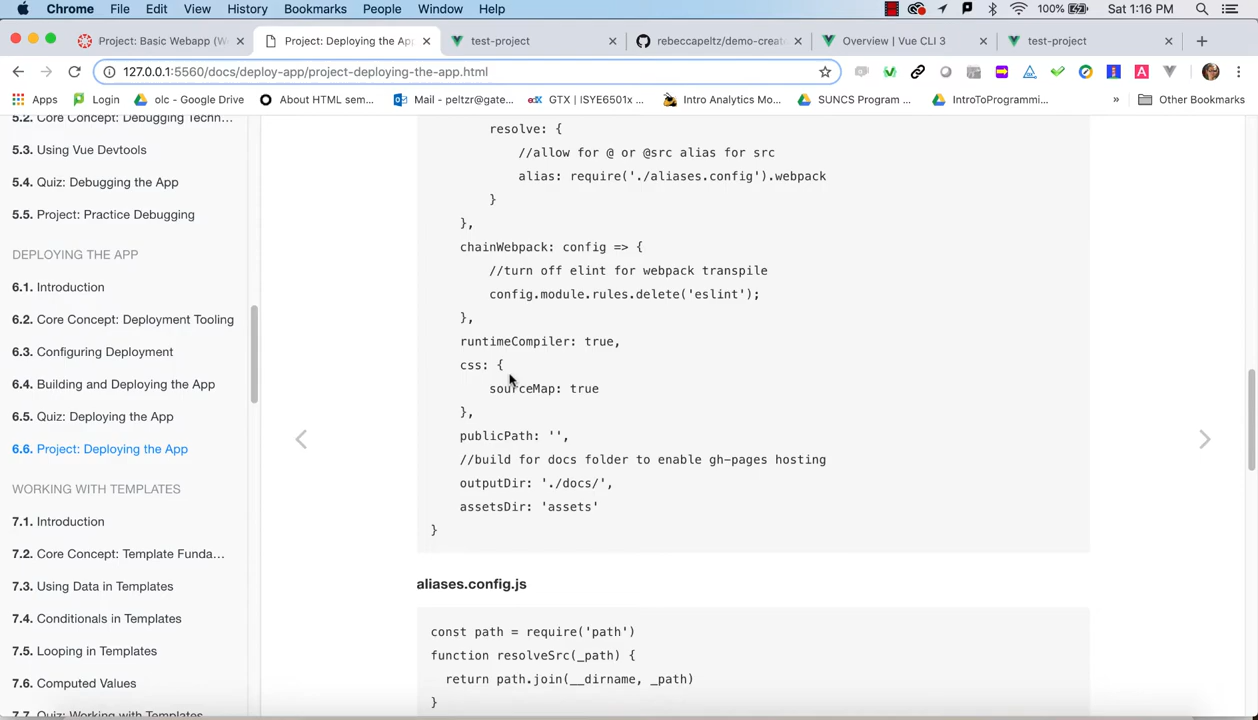 Chrome File Edit View History Bookmarks People Window Help 100% Sat 1:16 PM
Project: Basic Webapp (W
Project: Deploying the Ap
test-project
rebeccapeltz/demo-creat
Overview | Vue CLI 3
test-project
127.0.0.1:5560/docs/deploy-app/project-deploying-the-app.html
Apps Login olc - Google Drive About HTML sem... Mail - peltzr@gate... GTX | ISYE6501x ... Intro Analytics Mo... SUNCS Program ... IntroToProgrammi... » Other Bookmarks
5.2. Core Concept: Debugging Techn...
5.3. Using Vue Devtools
5.4. Quiz: Debugging the App
5.5. Project: Practice Debugging
DEPLOYING THE APP
6.1. Introduction
6.2. Core Concept: Deployment Tooling
6.3. Configuring Deployment
6.4. Building and Deploying the App
6.5. Quiz: Deploying the App
6.6. Project: Deploying the App
WORKING WITH TEMPLATES
7.1. Introduction
7.2. Core Concept: Template Funda...
7.3. Using Data in Templates
7.4. Conditionals in Templates
7.5. Looping in Templates
7.6. Computed Values
7.7. Quiz: Working with Templates
resolve: {
//allow for @ or @src alias for src
alias: require('./aliases.config').webpack
}
},
chainWebpack: config => {
//turn off elint for webpack transpile
config.module.rules.delete('eslint');
},
runtimeCompiler: true,
css: {
sourceMap: true
},
publicPath: '',
//build for docs folder to enable gh-pages hosting
outputDir: './docs/',
assetsDir: 'assets'
}
aliases.config.js
const path = require('path')
function resolveSrc(_path) {
return path.join(__dirname, _path)
}